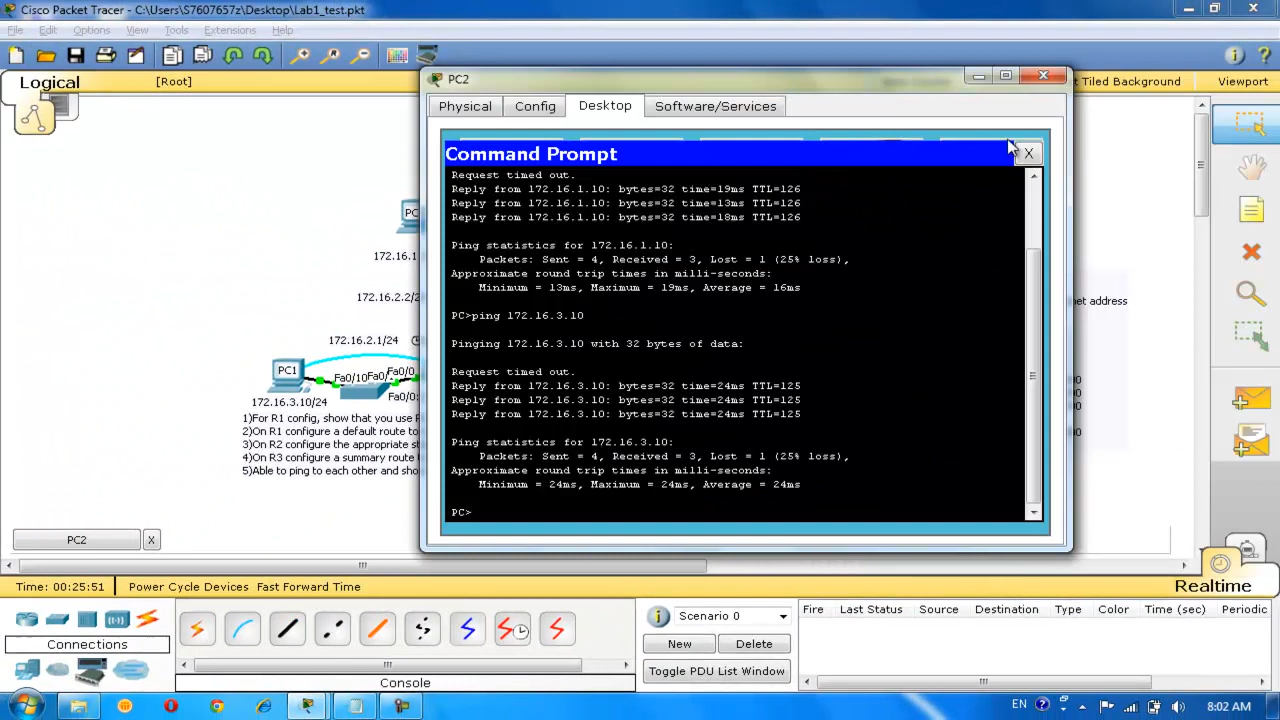 Cisco Packet Tracer - C:\Users\S7607657z\Desktop\Lab1_test.pkt
File Edit Options View Tools Extensions Help
Logical
[Root]
t Tiled Background
Viewport
PC2
Physical Config Desktop Software/Services
Command Prompt
X
Request timed out.
Reply from 172.16.1.10: bytes=32 time=19ms TTL=126
Reply from 172.16.1.10: bytes=32 time=13ms TTL=126
Reply from 172.16.1.10: bytes=32 time=18ms TTL=126
Ping statistics for 172.16.1.10:
Packets: Sent = 4, Received = 3, Lost = 1 (25% loss),
Approximate round trip times in milli-seconds:
Minimum = 13ms, Maximum = 19ms, Average = 16ms
PC>ping 172.16.3.10
Pinging 172.16.3.10 with 32 bytes of data:
Request timed out.
Reply from 172.16.3.10: bytes=32 time=24ms TTL=125
Reply from 172.16.3.10: bytes=32 time=24ms TTL=125
Reply from 172.16.3.10: bytes=32 time=24ms TTL=125
Ping statistics for 172.16.3.10:
Packets: Sent = 4, Received = 3, Lost = 1 (25% loss),
Approximate round trip times in milli-seconds:
Minimum = 24ms, Maximum = 24ms, Average = 24ms
PC>
PC
172.16.1
172.16.2.2/2
172.16.2.1/24
PC1
Fa0/10 Fa0/ Fa0/0
Fa0/0
172.16.3.10/24
1)For R1 config, show that you use
2)On R1 configure a default route to
3)On R2 configure the appropriate st
4)On R3 configure a summary route
5)Able to ping to each other and sho
net address
PC2 X
Time: 00:25:51 Power Cycle Devices Fast Forward Time
Realtime
Connections
Console
Scenario 0
New Delete
Toggle PDU List Window
Fire Last Status Source Destination Type Color Time (sec) Periodic
EN
8:02 AM